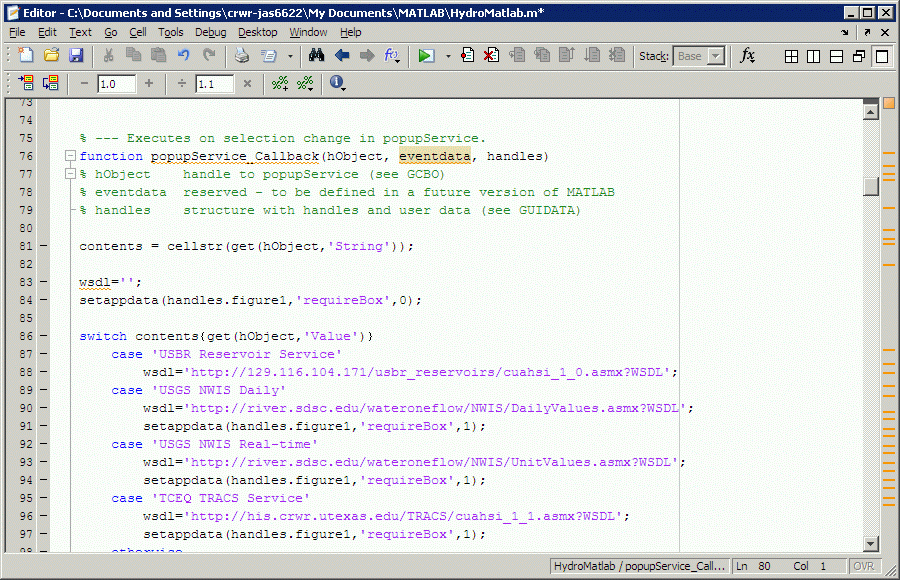 Editor - C:\Documents and Settings\crwr-jas6622\My Documents\MATLAB\HydroMatlab.m*
File Edit Text Go Cell Tools Debug Desktop Window Help
Stack: Base fx
1.0 1.1
73
74
75 % --- Executes on selection change in popupService.
76 function popupService_Callback(hObject, eventdata, handles)
77 % hObject    handle to popupService (see GCBO)
78 % eventdata  reserved - to be defined in a future version of MATLAB
79 % handles    structure with handles and user data (see GUIDATA)
80
81 - contents = cellstr(get(hObject,'String'));
82
83 - wsdl='';
84 - setappdata(handles.figure1,'requireBox',0);
85
86 - switch contents{get(hObject,'Value')}
87 - case 'USBR Reservoir Service'
88 - wsdl='http://129.116.104.171/usbr_reservoirs/cuahsi_1_0.asmx?WSDL';
89 - case 'USGS NWIS Daily'
90 - wsdl='http://river.sdsc.edu/wateroneflow/NWIS/DailyValues.asmx?WSDL';
91 - setappdata(handles.figure1,'requireBox',1);
92 - case 'USGS NWIS Real-time'
93 - wsdl='http://river.sdsc.edu/wateroneflow/NWIS/UnitValues.asmx?WSDL';
94 - setappdata(handles.figure1,'requireBox',1);
95 - case 'TCEQ TRACS Service'
96 - wsdl='http://his.crwr.utexas.edu/TRACS/cuahsi_1_1.asmx?WSDL';
97 - setappdata(handles.figure1,'requireBox',1);
98 - otherwise
HydroMatlab / popupService_Call... Ln 80 Col 1 OVR